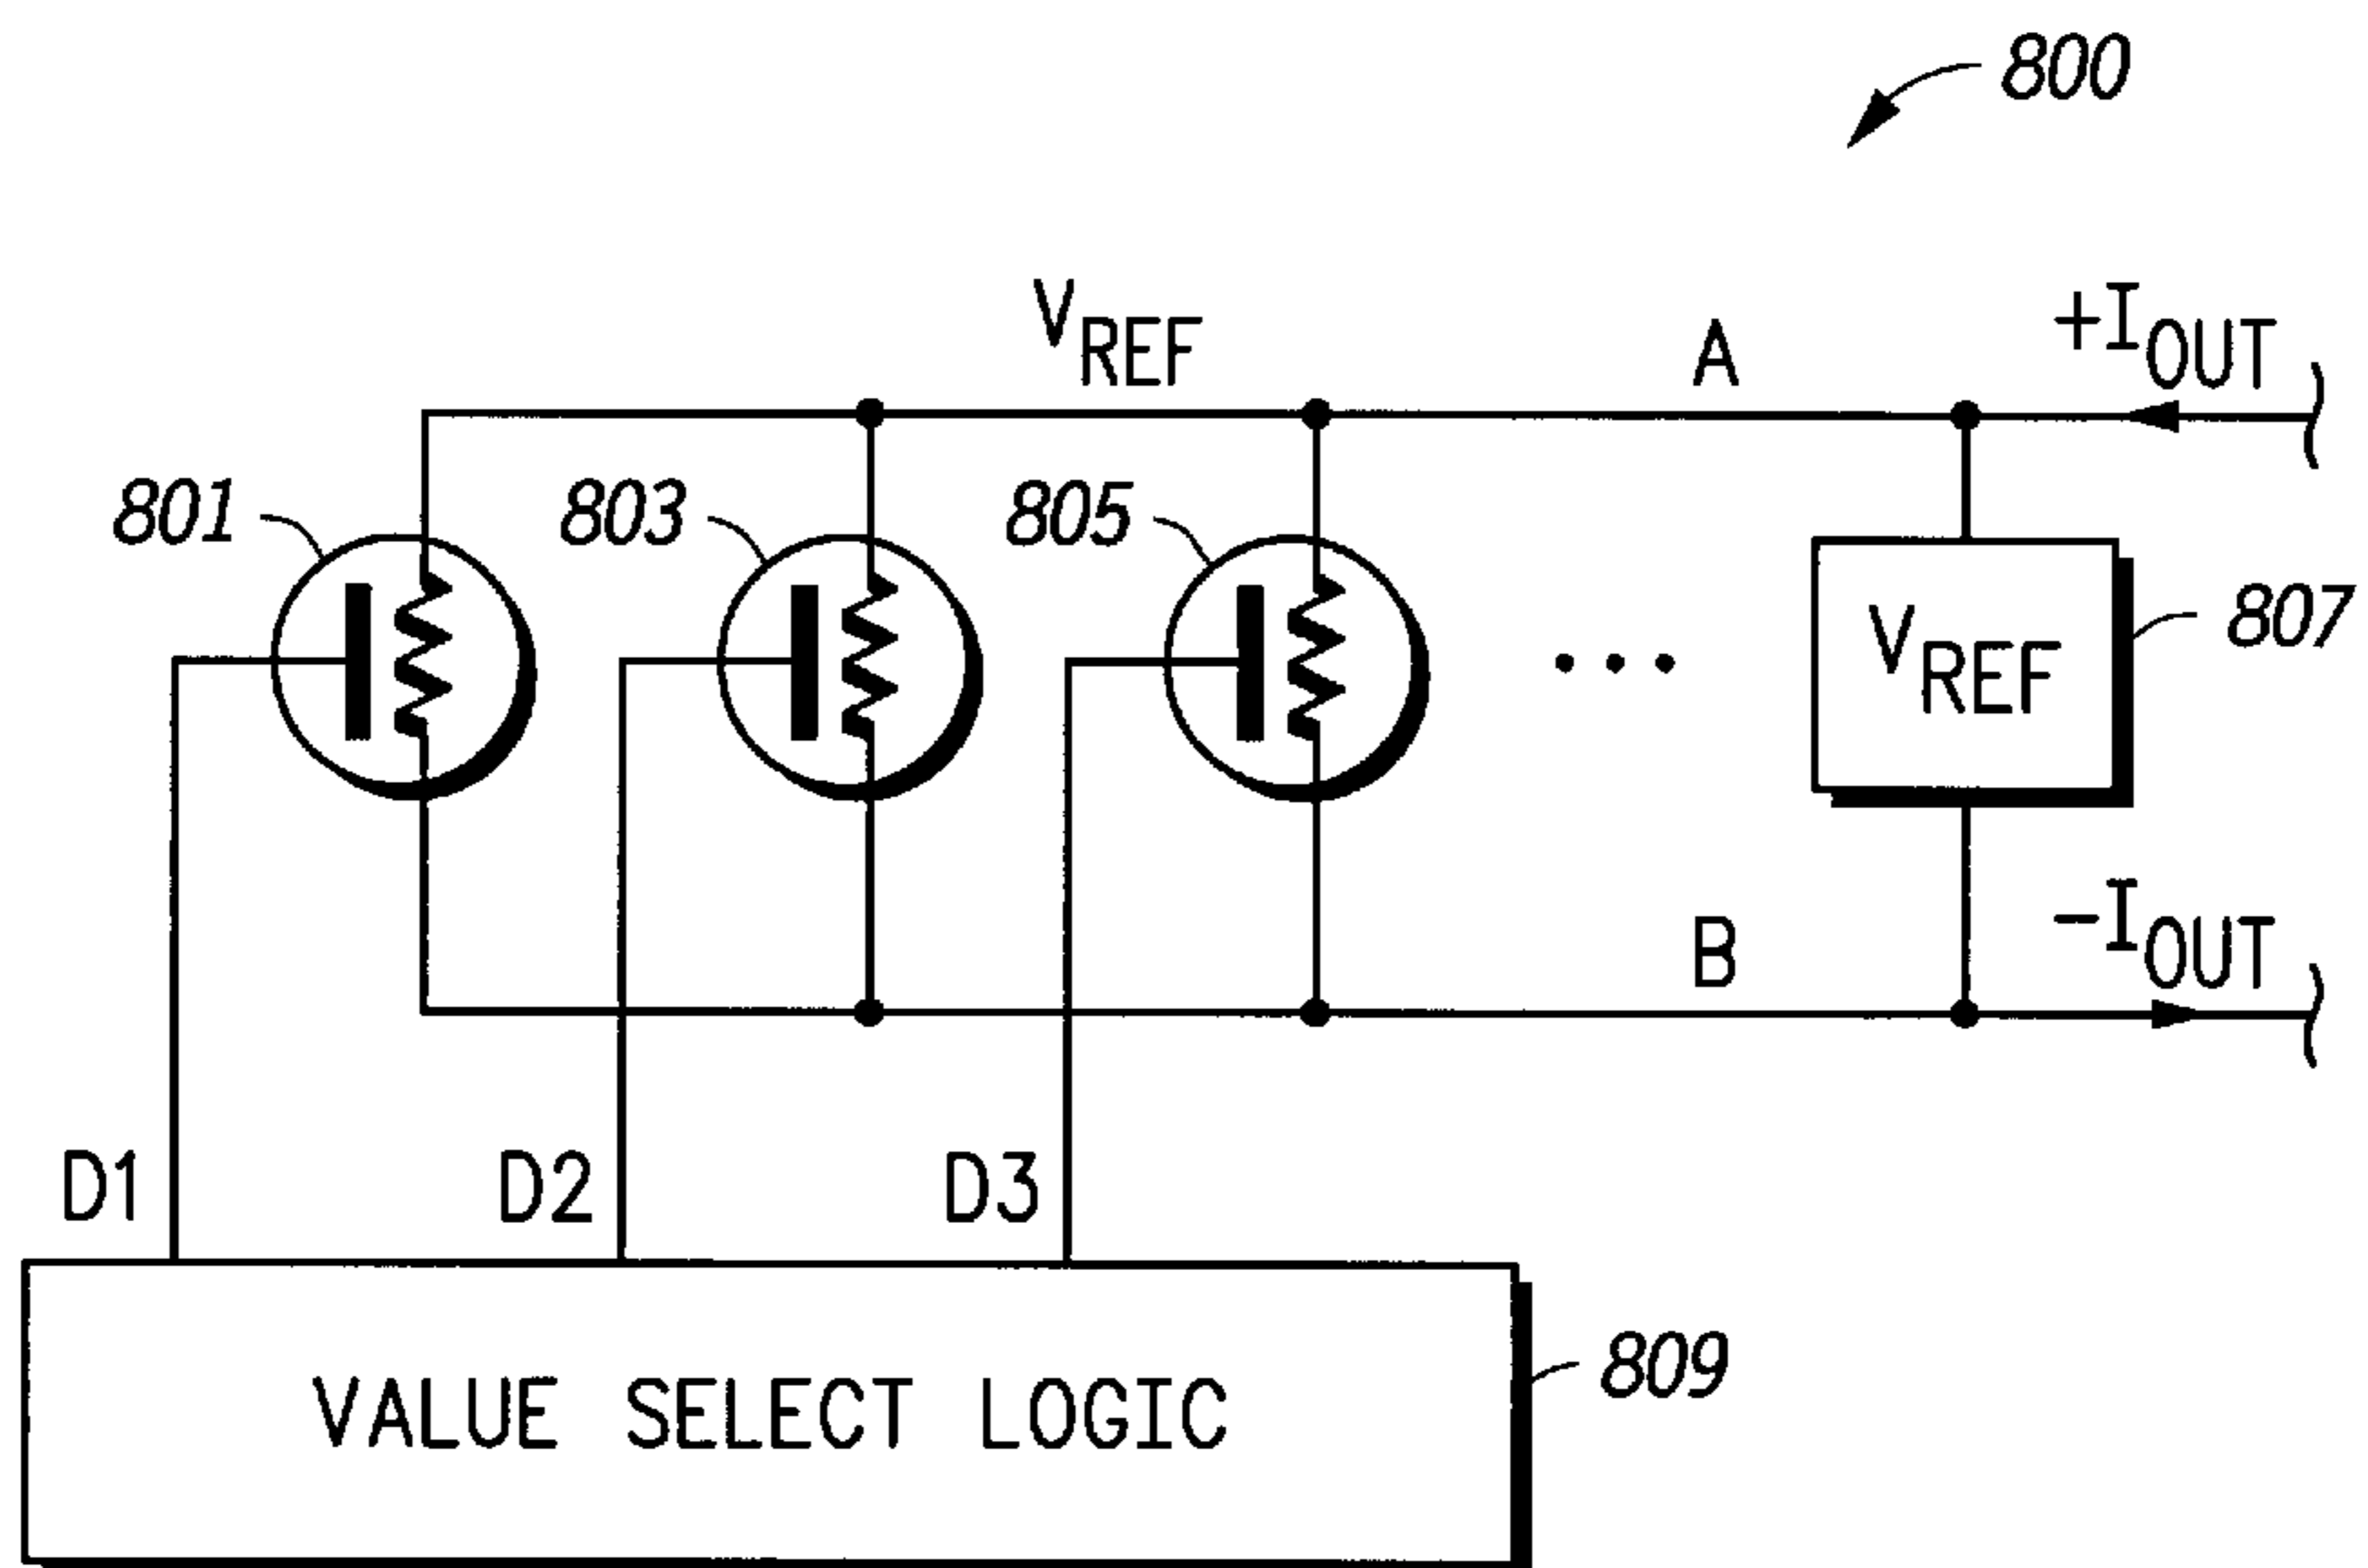 800
VREF
A
+IOUT
801
803
805
VREF
807
B
-IOUT
D1
D2
D3
VALUE SELECT LOGIC
809